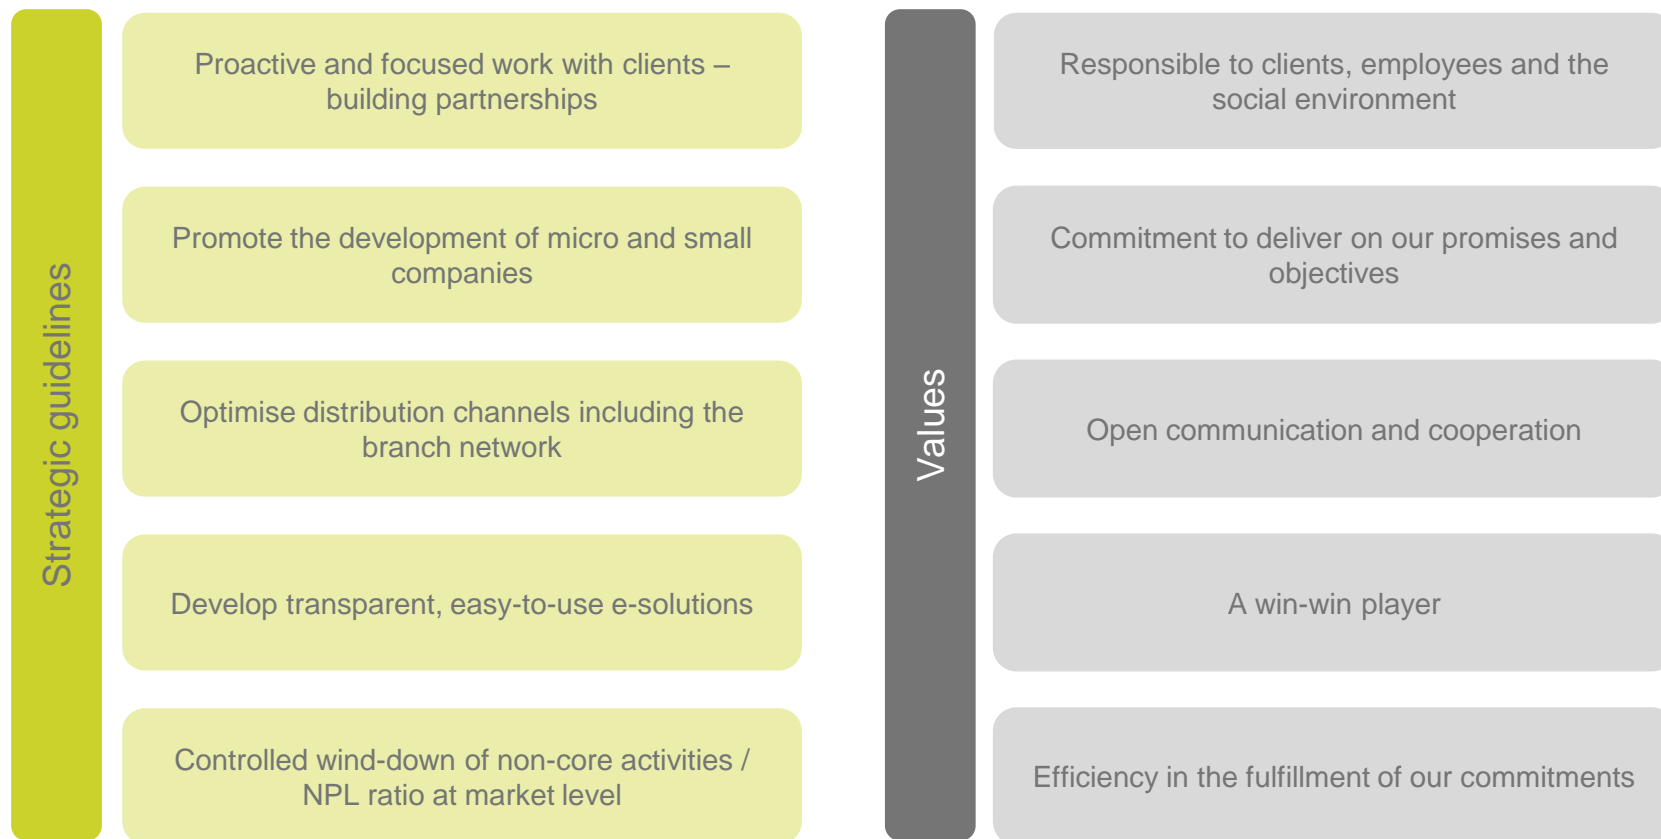 Strategic guidelines
Proactive and focused work with clients –
building partnerships
Promote the development of micro and small
companies
Optimise distribution channels including the
branch network
Develop transparent, easy-to-use e-solutions
Controlled wind-down of non-core activities /
NPL ratio at market level
Values
Responsible to clients, employees and the
social environment
Commitment to deliver on our promises and
objectives
Open communication and cooperation
A win-win player
Efficiency in the fulfillment of our commitments